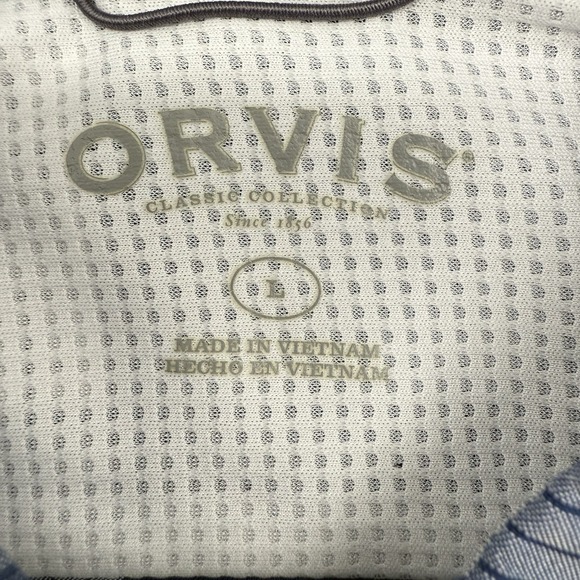 ORVIS®
CLASSIC COLLECTION
Since 1856
L
MADE IN VIETNAM
HECHO EN VIETNAM